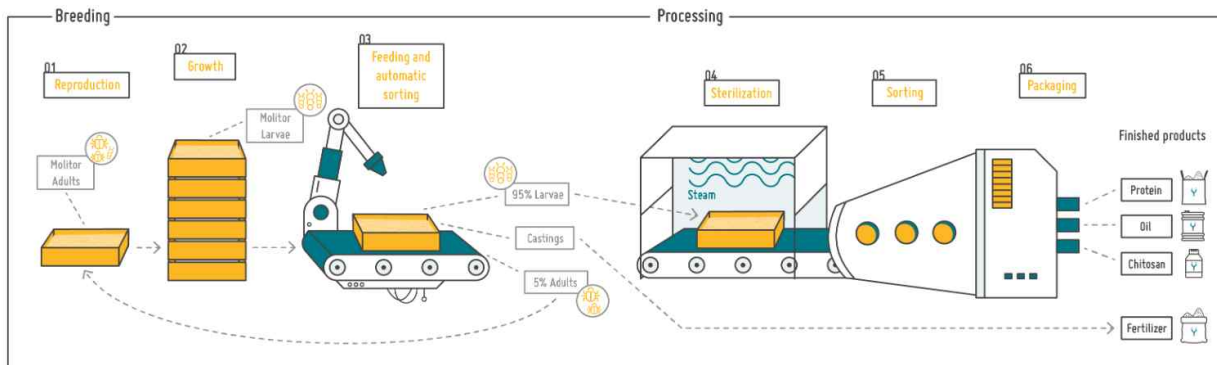 Breeding
Processing
01
Reproduction
02
Growth
03
Feeding and
automatic
sorting
04
Sterilization
05
Sorting
06
Packaging
Molitor
Adults
Molitor
Larvae
95% Larvae
Castings
5% Adults
Steam
Finished products
Protein
Oil
Chitosan
Fertilizer
Y
Y
Y
Y